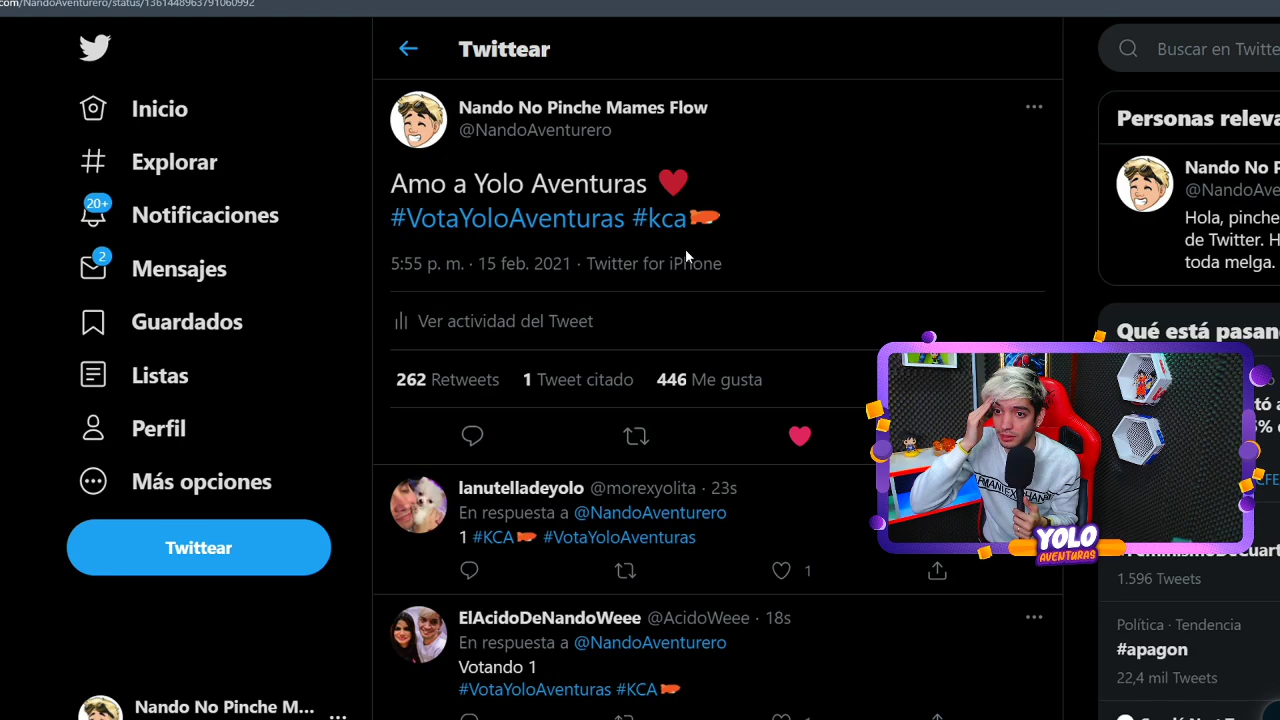 com/NandoAventurero/status/1361448963791060992
Twittear
Buscar en Twitte
Inicio
Explorar
20+
Notificaciones
2
Mensajes
Guardados
Listas
Perfil
Más opciones
Twittear
Nando No Pinche M...
Nando No Pinche Mames Flow
@NandoAventurero
Amo a Yolo Aventuras
#VotaYoloAventuras #kca
5:55 p. m. · 15 feb. 2021 · Twitter for iPhone
Ver actividad del Tweet
262 Retweets 1 Tweet citado 446 Me gusta
lanutelladeyolo @morexyolita · 23s
En respuesta a @NandoAventurero
1 #KCA #VotaYoloAventuras
1
ElAcidoDeNandoWeee @AcidoWeee · 18s
En respuesta a @NandoAventurero
Votando 1
#VotaYoloAventuras #KCA
Personas releva
Nando No P
@NandoAve
Hola, pinche
de Twitter. H
toda melga.
Qué está pasan
YOLO
AVENTURAS
1.596 Tweets
Política · Tendencia
#apagon
22,4 mil Tweets